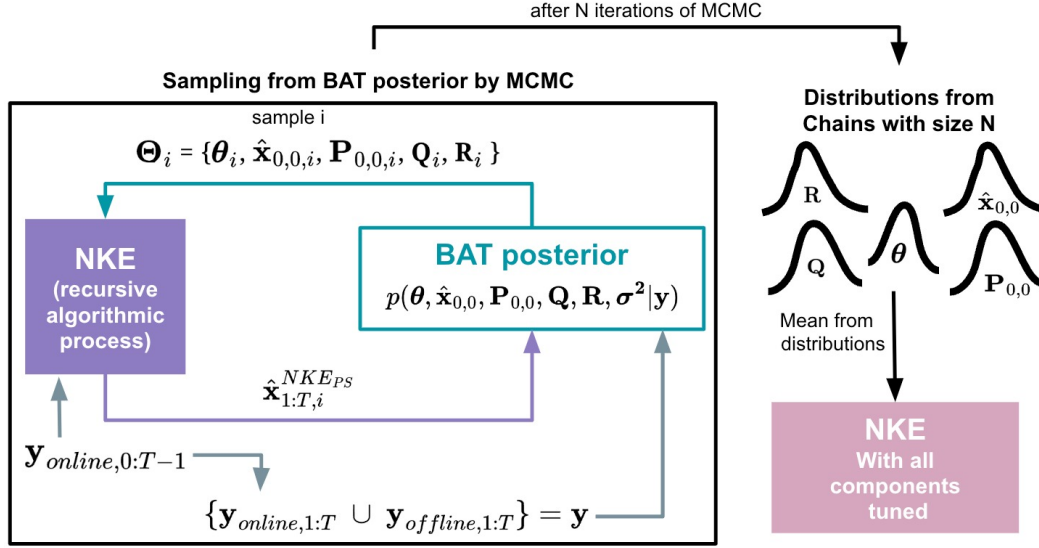 after N iterations of MCMC
Sampling from BAT posterior by MCMC
sample i
Θ_i = {θ_i, x̂_{0,0,i}, P_{0,0,i}, Q_i, R_i }
NKE
(recursive
algorithmic
process)
BAT posterior
p(θ, x̂_{0,0}, P_{0,0}, Q, R, σ²|y)
x̂^{NKE_{PS}}_{1:T,i}
y_{online,0:T−1}
{y_{online,1:T} ∪ y_{offline,1:T}} = y
Distributions from
Chains with size N
R
x̂_{0,0}
Q
θ
P_{0,0}
Mean from
distributions
NKE
With all
components
tuned